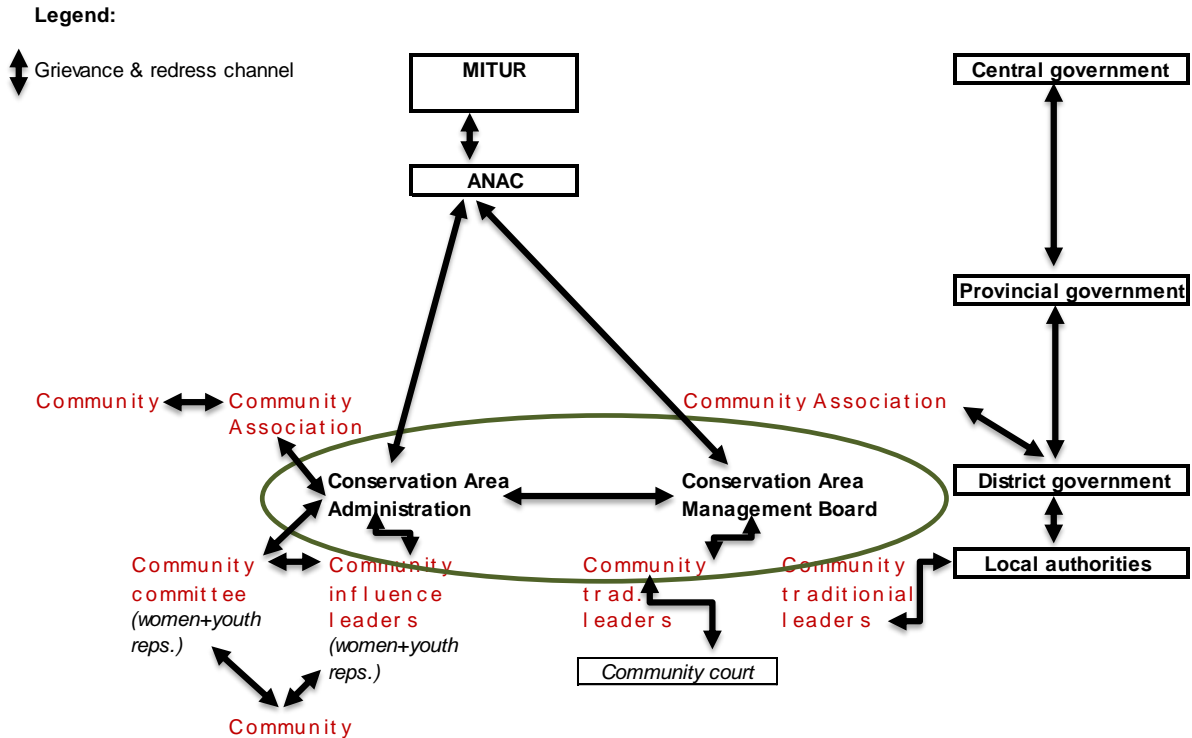 Legend:
Grievance & redress channel
MITUR
Central government
ANAC
Provincial government
Community
Community
Association
Community Association
Conservation Area
Administration
Conservation Area
Management Board
District government
Local authorities
Community
committee
(women+youth
reps.)
Community
influence
leaders
(women+youth
reps.)
Community
trad.
leaders
Community
traditionial
leaders
Community court
Community